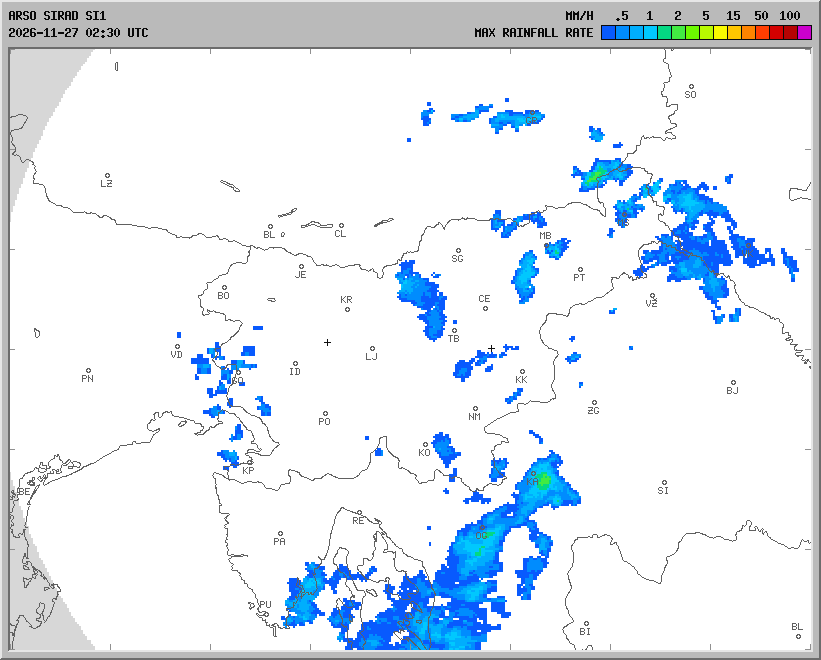 ARSO SIRAD SI1
MM/H .5 1 2 5 15 50 100
2026-11-27 02:30 UTC
MAX RAINFALL RATE
SO
LZ
BL
CL
MB
SG
JE
PT
BO
KR
CE
VZ
TB
VD
LJ
ID
PN
GO
KK
BJ
NM
ZG
PO
KO
KP
BE
SI
RE
OG
PA
PU
BI
BL